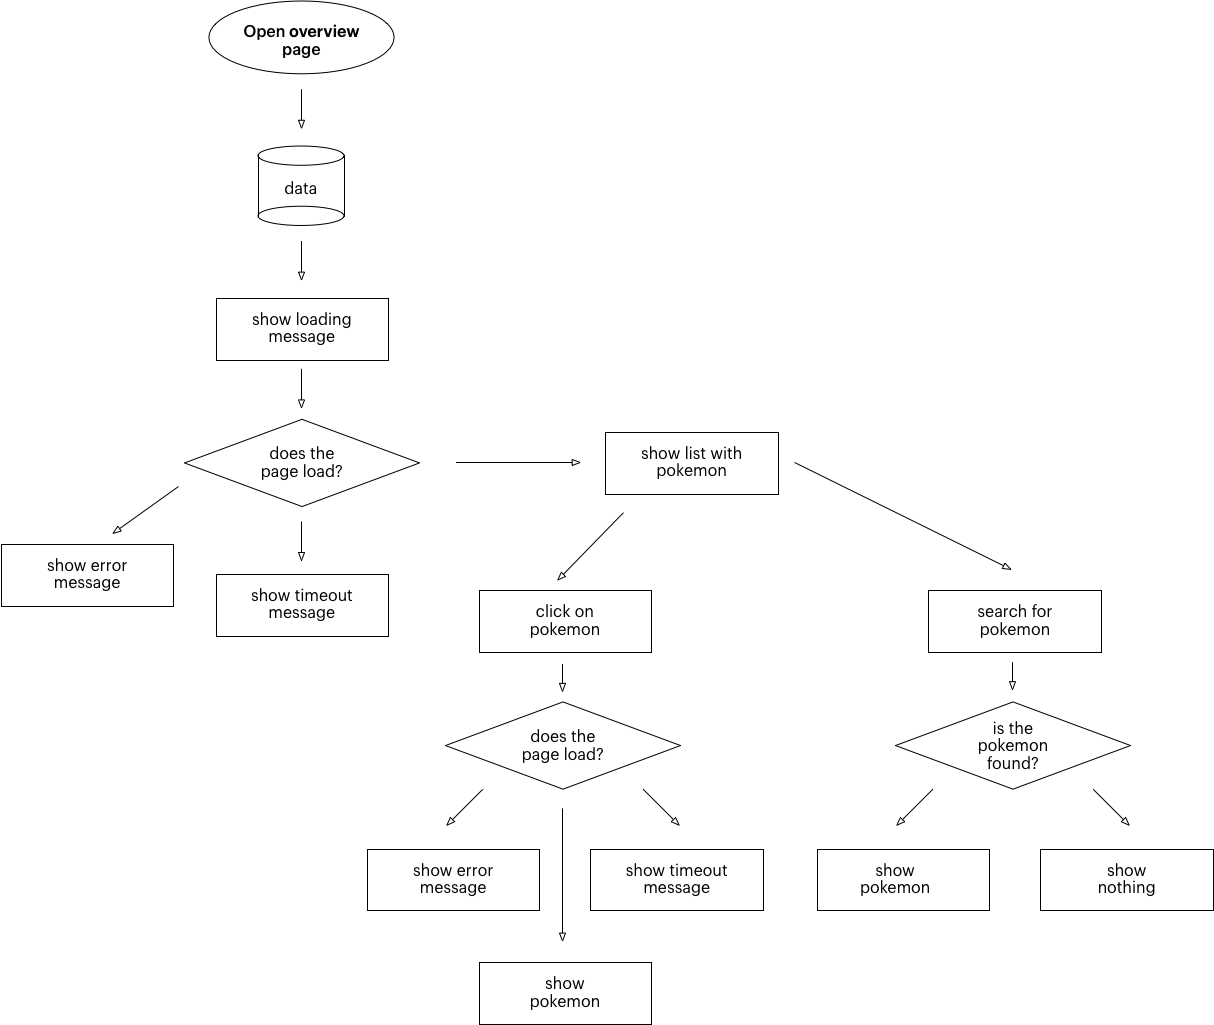 Open overview
page
data
show loading
message
does the
page load?
show list with
pokemon
show error
message
show timeout
message
click on
pokemon
search for
pokemon
does the
page load?
is the
pokemon
found?
show error
message
show timeout
message
show
pokemon
show
nothing
show
pokemon